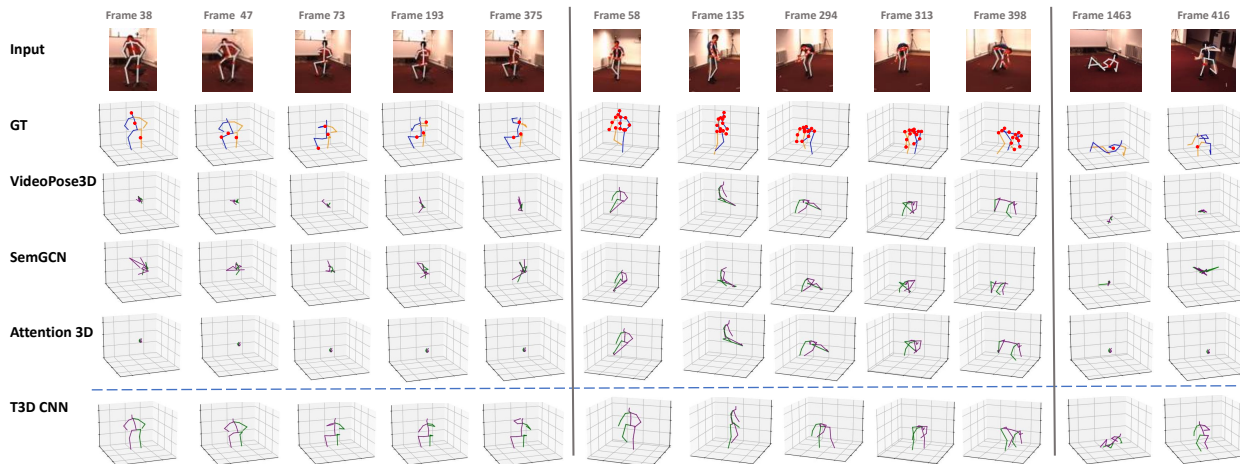 Frame 38 Frame 47 Frame 73 Frame 193 Frame 375 Frame 58 Frame 135 Frame 294 Frame 313 Frame 398 Frame 1463 Frame 416
Input
GT
VideoPose3D
SemGCN
Attention 3D
T3D CNN